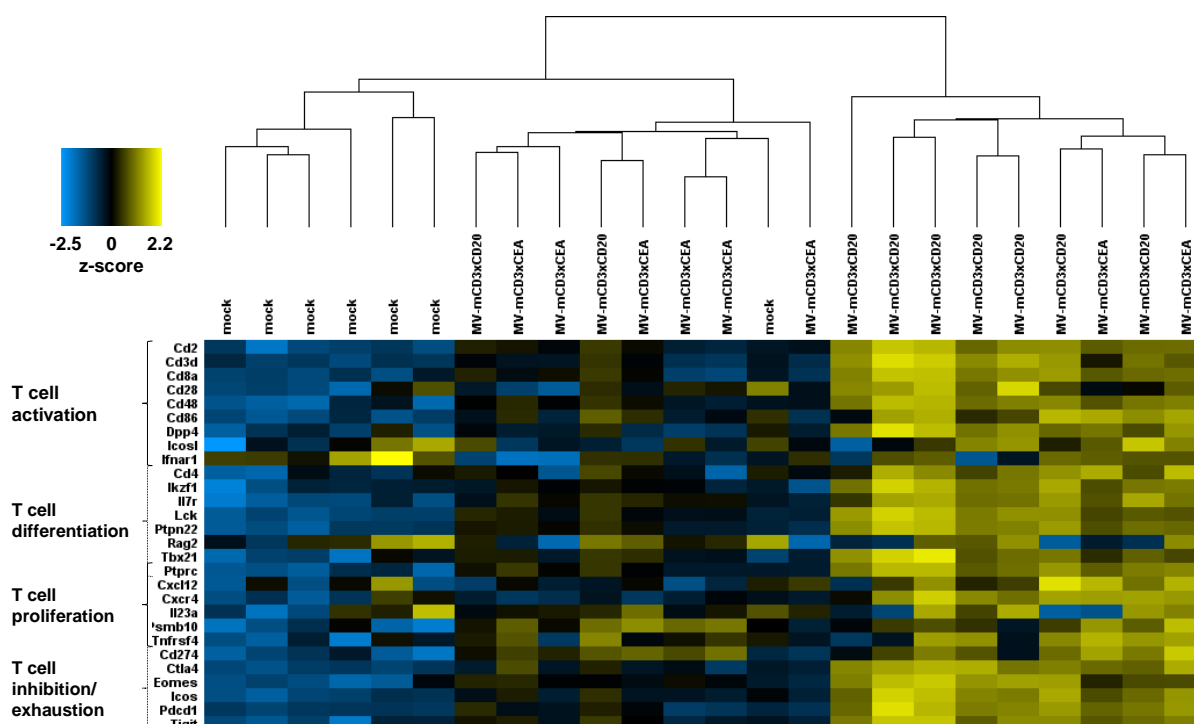 -2.5 0 2.2
z-score
mock
mock
mock
mock
mock
mock
MV-mCD3xCD20
MV-mCD3xCEA
MV-mCD3xCEA
MV-mCD3xCD20
MV-mCD3xCEA
MV-mCD3xCEA
MV-mCD3xCEA
mock
MV-mCD3xCEA
MV-mCD3xCD20
MV-mCD3xCD20
MV-mCD3xCD20
MV-mCD3xCD20
MV-mCD3xCD20
MV-mCD3xCEA
MV-mCD3xCEA
MV-mCD3xCD20
MV-mCD3xCEA
T cell
activation
Cd2
Cd3d
Cd8a
Cd28
Cd48
Cd86
Dpp4
Icosl
Ifnar1
T cell
differentiation
Cd4
Ikzf1
Il7r
Lck
Ptpn22
Rag2
Tbx21
T cell
proliferation
Ptprc
Cxcl12
Cxcr4
Il23a
Psmb10
Tnfrsf4
T cell
inhibition/
exhaustion
Cd274
Ctla4
Eomes
Icos
Pdcd1
Tigit